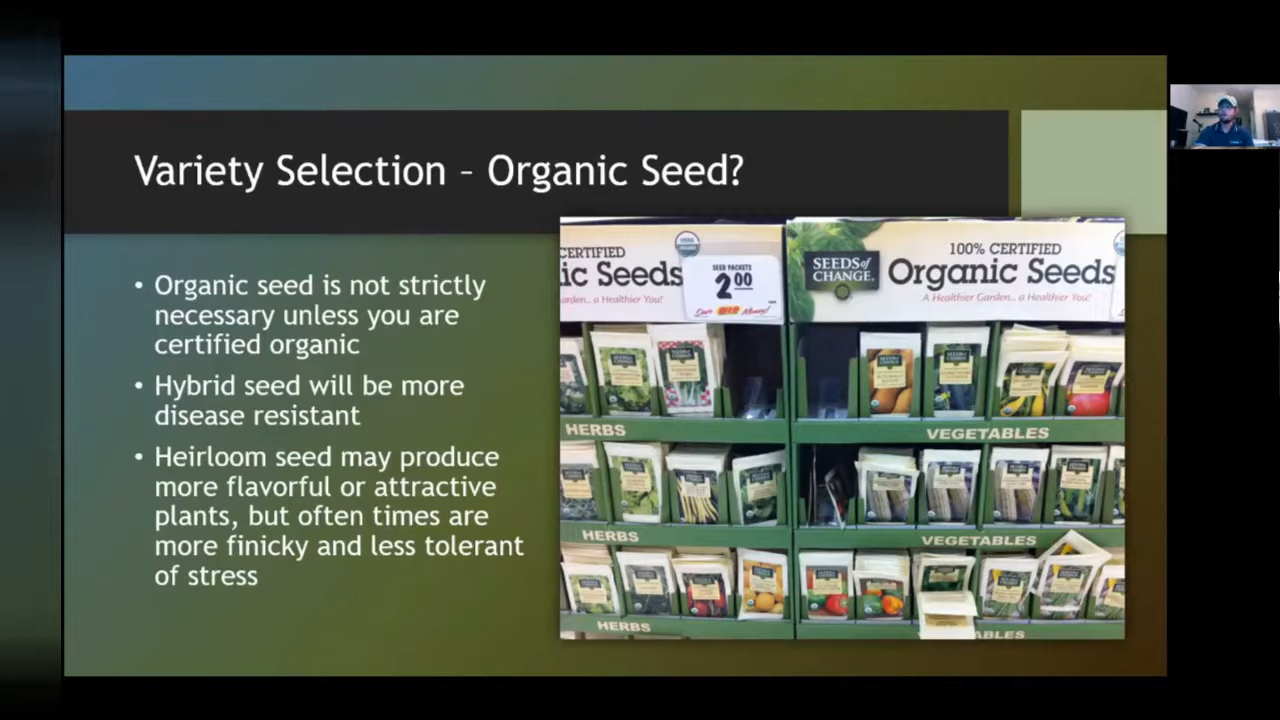 Variety Selection – Organic Seed?
• Organic seed is not strictly
necessary unless you are
certified organic
• Hybrid seed will be more
disease resistant
• Heirloom seed may produce
more flavorful or attractive
plants, but often times are
more finicky and less tolerant
of stress
CERTIFIED
ic Seeds
arden... a Healthier You!
SEED PACKETS
2.00
SEEDS of
CHANGE.
100% CERTIFIED
Organic Seeds
A Healthier Garden... a Healthier You!
HERBS
VEGETABLES
HERBS
VEGETABLES
HERBS
ABLES